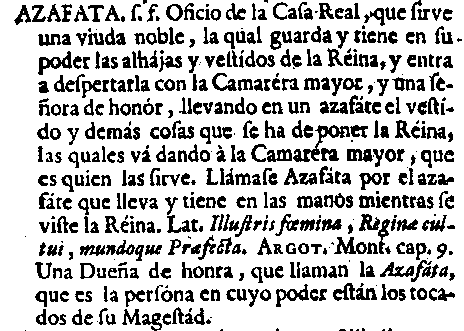 AZAFATA. ſ. f. Oficio de la Caſa Real, que ſirve
una viuda noble, la qual guarda y tiene en ſu
poder las alhájas y veſtídos de la Réina, y entra
a deſpertarla con la Camaréra mayor, y una ſe-
ñora de honór, llevando en un azafáte el veſtí-
do y demás coſas que ſe ha de poner la Réina,
las quales vá dando à la Camaréra mayor, que
es quien las ſirve. Llámaſe Azafáta por el aza-
fáte que lleva y tiene en las manos mientras ſe
viſte la Réina. Lat. Illuſtris fœmina, Reginæ cul-
tui, mundoque Præfecta. ARGOT. Mont. cap. 9.
Una Dueña de honra, que llaman la Azafáta,
que es la perſóna en cuyo poder eſtán los toca-
dos de ſu Mageſtád.